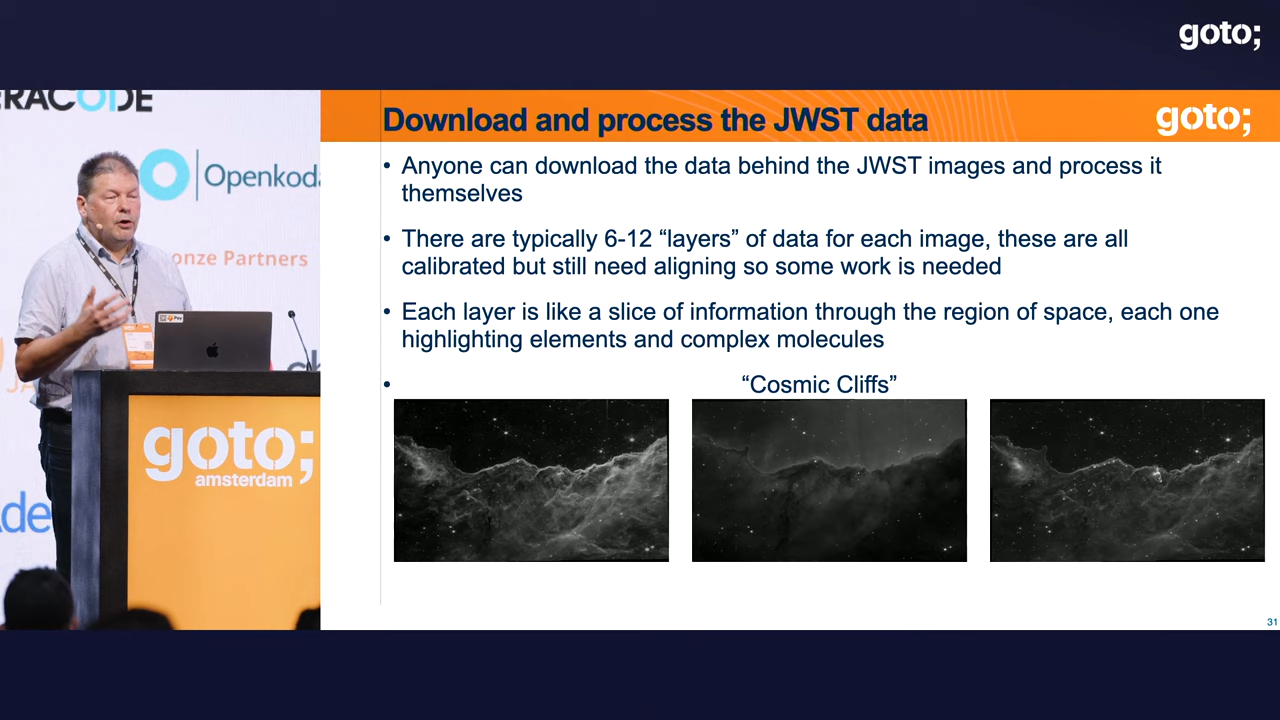 goto;
ERACODE
Openkoda
onze Partners
goto;
amsterdam
Download and process the JWST data
goto;
• Anyone can download the data behind the JWST images and process it
themselves
• There are typically 6-12 “layers” of data for each image, these are all
calibrated but still need aligning so some work is needed
• Each layer is like a slice of information through the region of space, each one
highlighting elements and complex molecules
• “Cosmic Cliffs”
31